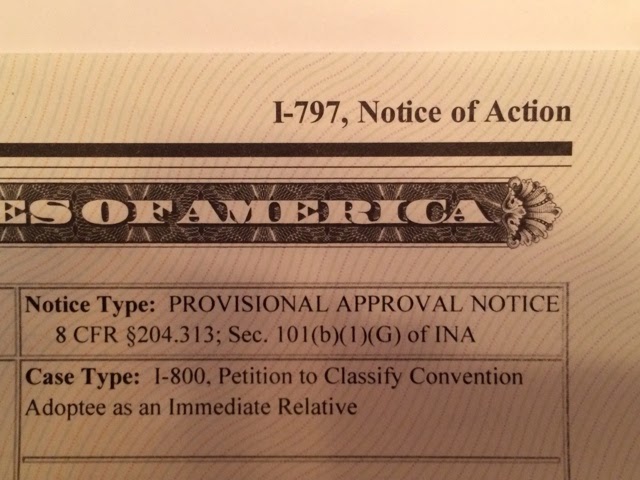 I-797, Notice of Action
ES OF AMERICA
Notice Type: PROVISIONAL APPROVAL NOTICE
8 CFR §204.313; Sec. 101(b)(1)(G) of INA
Case Type: I-800, Petition to Classify Convention
Adoptee as an Immediate Relative